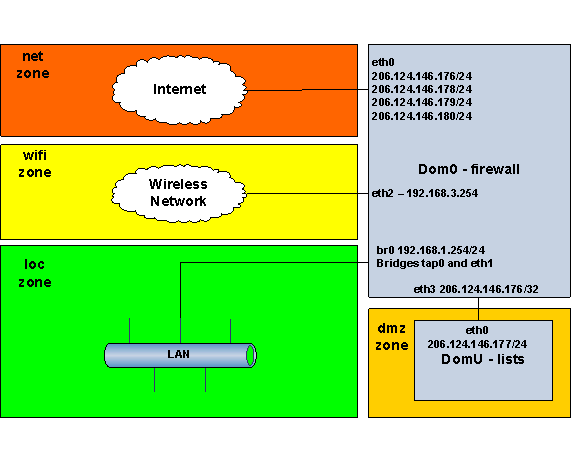 net
zone
Internet
eth0
206.124.146.176/24
206.124.146.178/24
206.124.146.179/24
206.124.146.180/24
Dom0 - firewall
wifi
zone
Wireless
Network
eth2 – 192.168.3.254
loc
zone
br0 192.168.1.254/24
Bridges tap0 and eth1
eth3 206.124.146.176/32
LAN
dmz
zone
eth0
206.124.146.177/24
DomU - lists